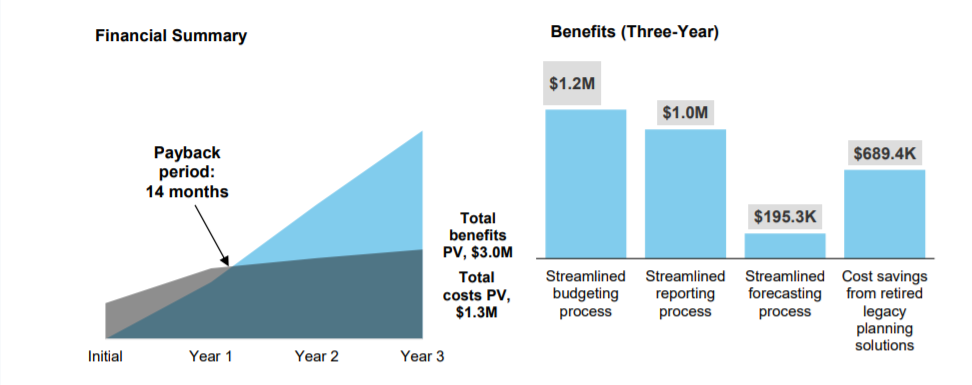 Financial Summary
Payback
period:
14 months
Total
benefits
PV, $3.0M
Total
costs PV,
$1.3M
Initial
Year 1
Year 2
Year 3
Benefits (Three-Year)
$1.2M
$1.0M
$195.3K
$689.4K
Streamlined
budgeting
process
Streamlined
reporting
process
Streamlined
forecasting
process
Cost savings
from retired
legacy
planning
solutions